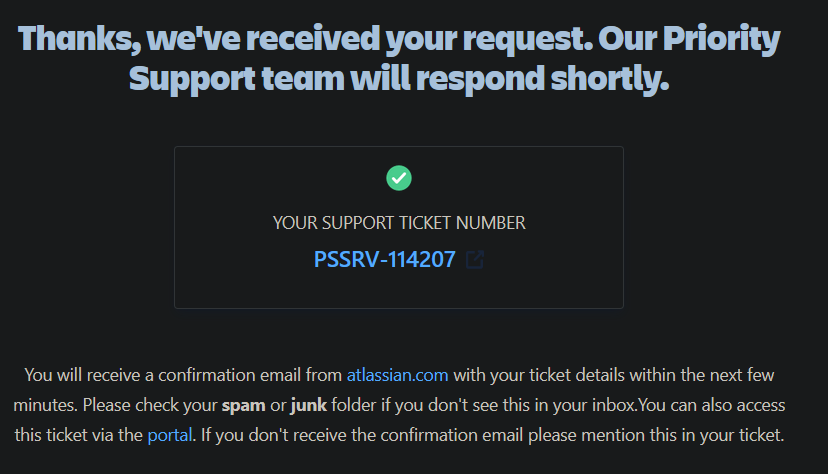 Thanks, we've received your request. Our Priority
Support team will respond shortly.
YOUR SUPPORT TICKET NUMBER
PSSRV-114207
You will receive a confirmation email from atlassian.com with your ticket details within the next few
minutes. Please check your spam or junk folder if you don't see this in your inbox.You can also access
this ticket via the portal. If you don't receive the confirmation email please mention this in your ticket.